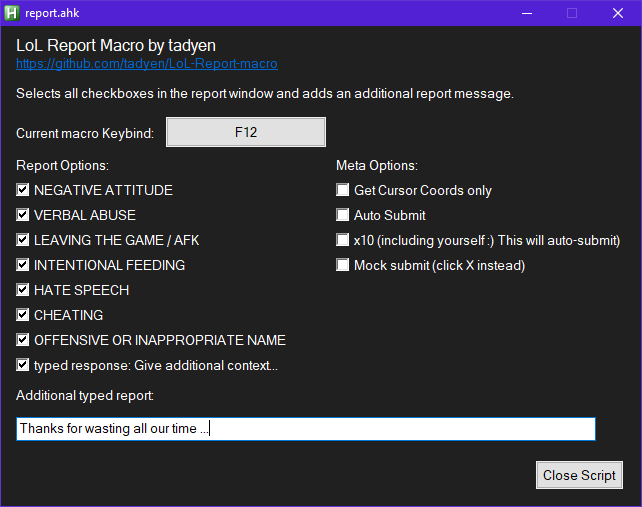 report.ahk
LoL Report Macro by tadyen
https://github.com/tadyen/LoL-Report-macro
Selects all checkboxes in the report window and adds an additional report message.
Current macro Keybind: F12
Report Options:
NEGATIVE ATTITUDE
VERBAL ABUSE
LEAVING THE GAME / AFK
INTENTIONAL FEEDING
HATE SPEECH
CHEATING
OFFENSIVE OR INAPPROPRIATE NAME
typed response: Give additional context...
Meta Options:
Get Cursor Coords only
Auto Submit
x10 (including yourself :) This will auto-submit)
Mock submit (click X instead)
Additional typed report:
Thanks for wasting all our time ...
Close Script